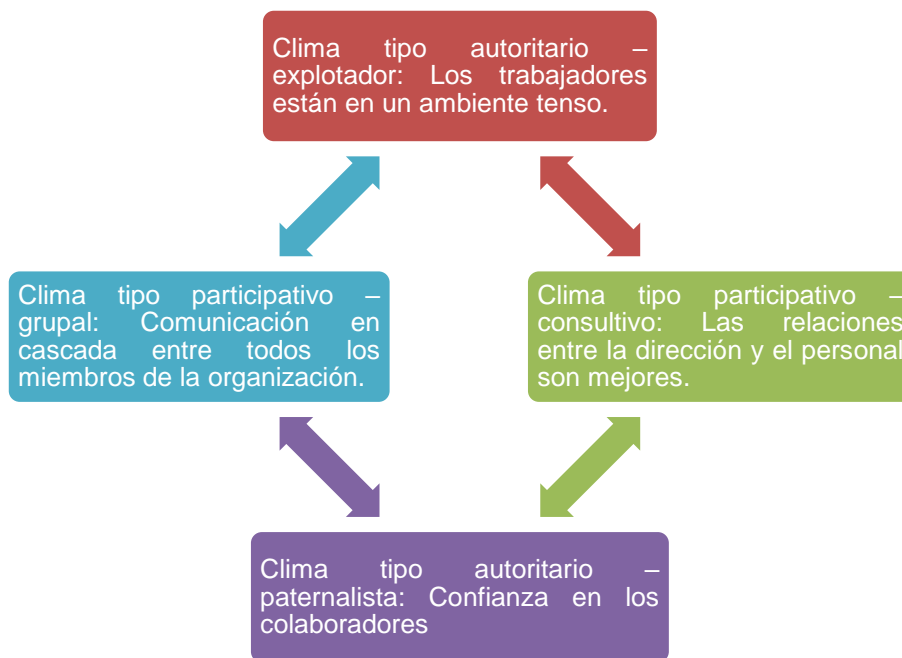 Clima tipo autoritario –
explotador: Los trabajadores
están en un ambiente tenso.
Clima tipo participativo –
grupal: Comunicación en
cascada entre todos los
miembros de la organización.
Clima tipo participativo –
consultivo: Las relaciones
entre la dirección y el personal
son mejores.
Clima tipo autoritario –
paternalista: Confianza en los
colaboradores